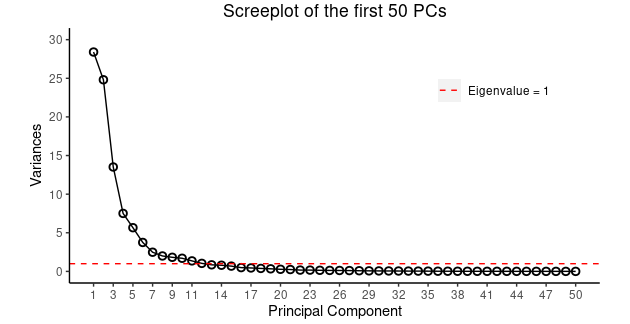 Screeplot of the first 50 PCs
30
25
20
15
10
5
0
Variances
Eigenvalue = 1
1 3 5 7 9 11 14 17 20 23 26 29 32 35 38 41 44 47 50
Principal Component